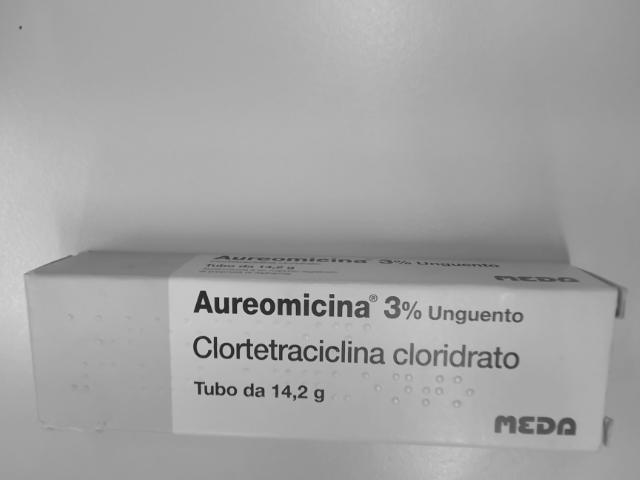 Aureomicina 3% Unguento
Tubo da 14,2 g
MEDA
Aureomicina® 3% Unguento
Clortetraciclina cloridrato
Tubo da 14,2 g
MEDA